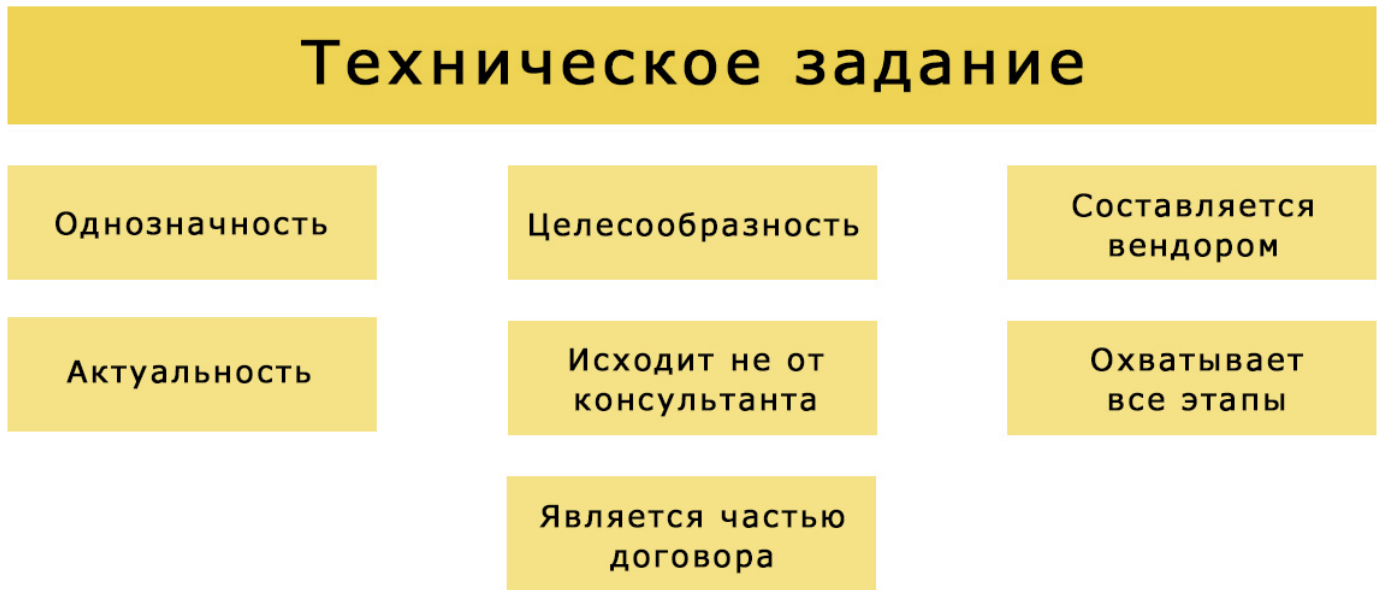 Техническое задание
Однозначность
Целесообразность
Составляется
вендором
Актуальность
Исходит не от
консультанта
Охватывает
все этапы
Является частью
договора